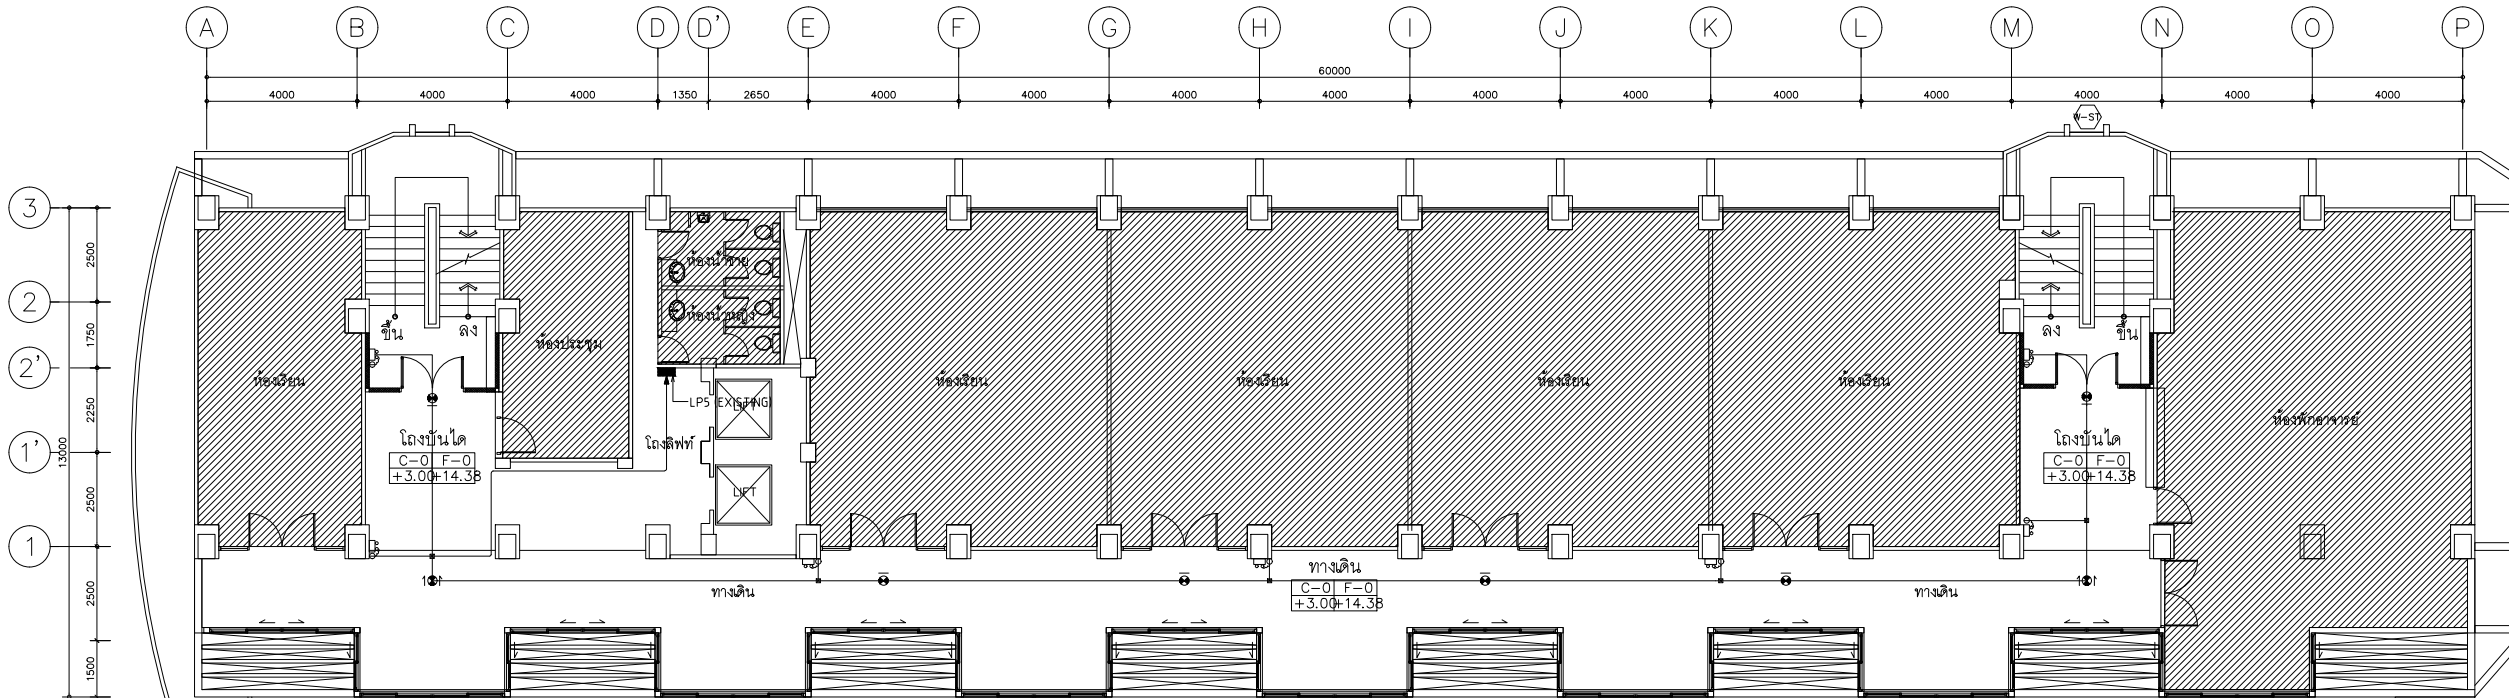 A B C D D' E F G H I J K L M N O P
60000
4000 4000 4000 1350 2650 4000 4000 4000 4000 4000 4000 4000 4000 4000 4000 4000
W-ST
3
2
2'
1'
1
13000
2500
1750
2250
2500
2500
1500
ห้องน้ำชาย
ห้องน้ำหญิง
ขึ้น ลง
ลง ขึ้น
ห้องประชุม
ห้องเรียน
ห้องเรียน
ห้องเรียน
ห้องเรียน
ห้องเรียน
LP5 (EXISTING)
LIFT
ห้องพักอาจารย์
โถงบันได
C-0 F-0
+3.00 +14.38
โถงลิฟท์
โถงบันได
C-0 F-0
+3.00 +14.38
LIFT
ทางเดิน
C-0 F-0
+3.00 +14.38
ทางเดิน
ทางเดิน